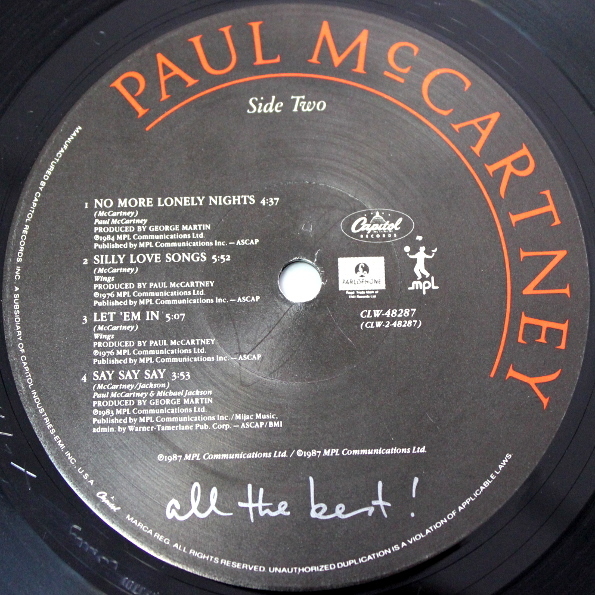 PAUL McCARTNEY
Side Two
1 NO MORE LONELY NIGHTS 4:37
(McCartney)
Paul McCartney
PRODUCED BY GEORGE MARTIN
℗1984 MPL Communications Ltd.
Published by MPL Communications Inc. – ASCAP
2 SILLY LOVE SONGS 5:52
(McCartney)
Wings
PRODUCED BY PAUL McCARTNEY
℗1976 MPL Communications Ltd.
Published by MPL Communications Inc. – ASCAP
3 LET 'EM IN 5:07
(McCartney)
Wings
PRODUCED BY PAUL McCARTNEY
℗1976 MPL Communications Ltd.
Published by MPL Communications Inc. – ASCAP
4 SAY SAY SAY 3:53
(McCartney/Jackson)
Paul McCartney & Michael Jackson
PRODUCED BY GEORGE MARTIN
℗1983 MPL Communications Ltd.
Published by MPL Communications Inc./Mijac Music,
admin. by Warner-Tamerlane Pub. Corp. – ASCAP/BMI
Capitol
RECORDS
PARLOPHONE
mpl
CLW-48287
(CLW-2-48287)
℗1987 MPL Communications Ltd. / ©1987 MPL Communications Ltd.
all the best!
MANUFACTURED BY CAPITOL RECORDS, INC., A SUBSIDIARY OF CAPITOL INDUSTRIES-EMI, INC., U.S.A. Capitol MARCA REG. ALL RIGHTS RESERVED. UNAUTHORIZED DUPLICATION IS A VIOLATION OF APPLICABLE LAWS.